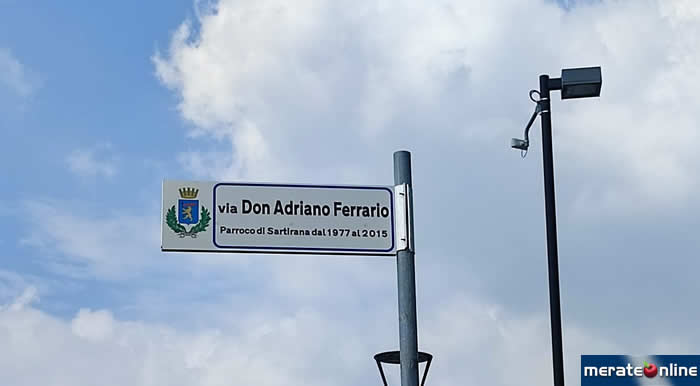 via Don Adriano Ferrario
Parroco di Sartirana dal 1977 al 2015
merateonline